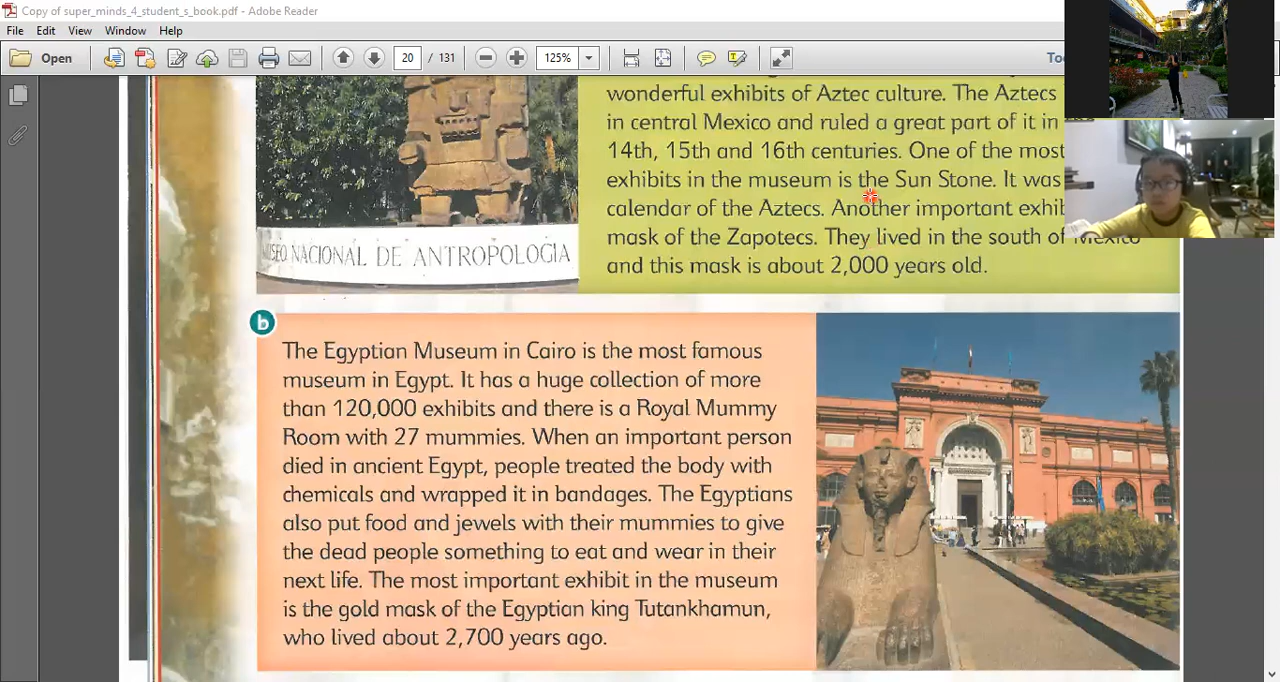 Copy of super_minds_4_student_s_book.pdf - Adobe Reader
File Edit View Window Help
Open 20 / 131 125%
wonderful exhibits of Aztec culture. The Aztecs
in central Mexico and ruled a great part of it in
14th, 15th and 16th centuries. One of the most
exhibits in the museum is the Sun Stone. It was
calendar of the Aztecs. Another important
mask of the Zapotecs. They lived in the south of Mexico
and this mask is about 2,000 years old.
NACIONAL DE ANTROPOLOGIA
b
The Egyptian Museum in Cairo is the most famous
museum in Egypt. It has a huge collection of more
than 120,000 exhibits and there is a Royal Mummy
Room with 27 mummies. When an important person
died in ancient Egypt, people treated the body with
chemicals and wrapped it in bandages. The Egyptians
also put food and jewels with their mummies to give
the dead people something to eat and wear in their
next life. The most important exhibit in the museum
is the gold mask of the Egyptian king Tutankhamun,
who lived about 2,700 years ago.